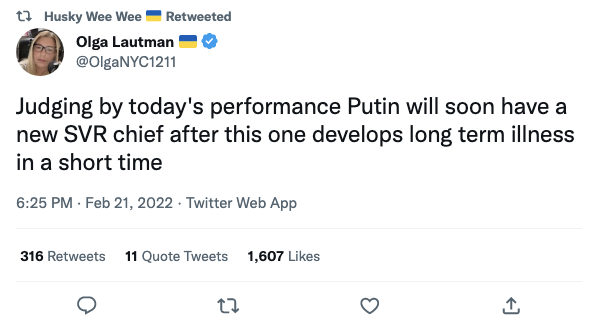 Husky Wee Wee 🇺🇦 Retweeted
Olga Lautman 🇺🇦
@OlgaNYC1211
Judging by today's performance Putin will soon have a
new SVR chief after this one develops long term illness
in a short time
6:25 PM · Feb 21, 2022 · Twitter Web App
316 Retweets 11 Quote Tweets 1,607 Likes